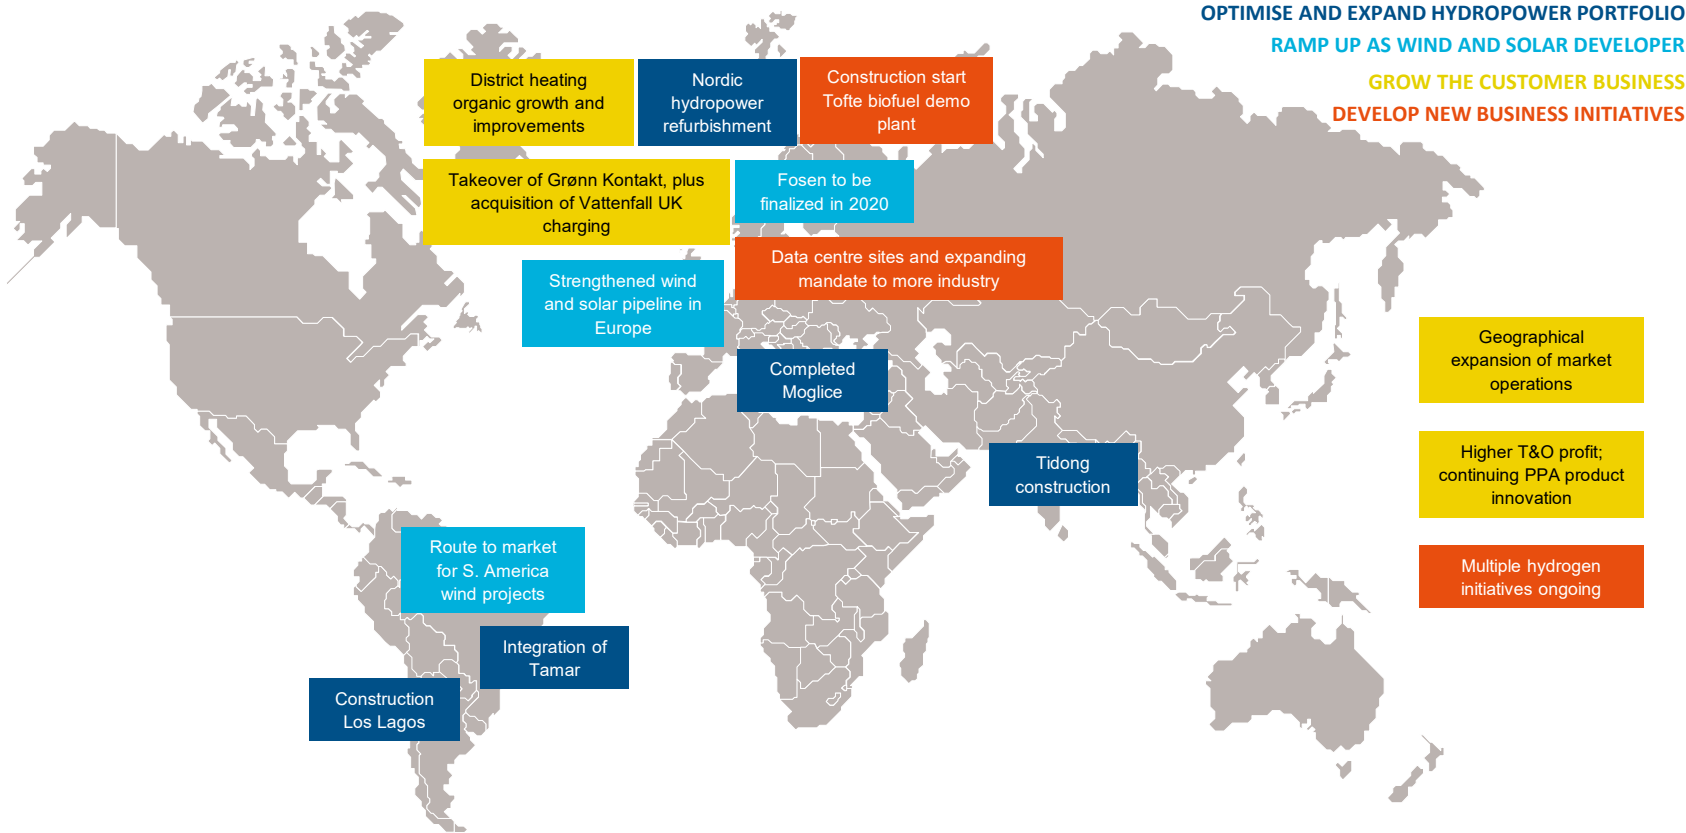 OPTIMISE AND EXPAND HYDROPOWER PORTFOLIO
RAMP UP AS WIND AND SOLAR DEVELOPER
GROW THE CUSTOMER BUSINESS
DEVELOP NEW BUSINESS INITIATIVES
District heating
organic growth and
improvements
Nordic
hydropower
refurbishment
Construction start
Tofte biofuel demo
plant
Takeover of Grønn Kontakt, plus
acquisition of Vattenfall UK
charging
Fosen to be
finalized in 2020
Data centre sites and expanding
mandate to more industry
Strengthened wind
and solar pipeline in
Europe
Completed
Moglice
Geographical
expansion of market
operations
Tidong
construction
Higher T&O profit;
continuing PPA product
innovation
Route to market
for S. America
wind projects
Multiple hydrogen
initiatives ongoing
Integration of
Tamar
Construction
Los Lagos